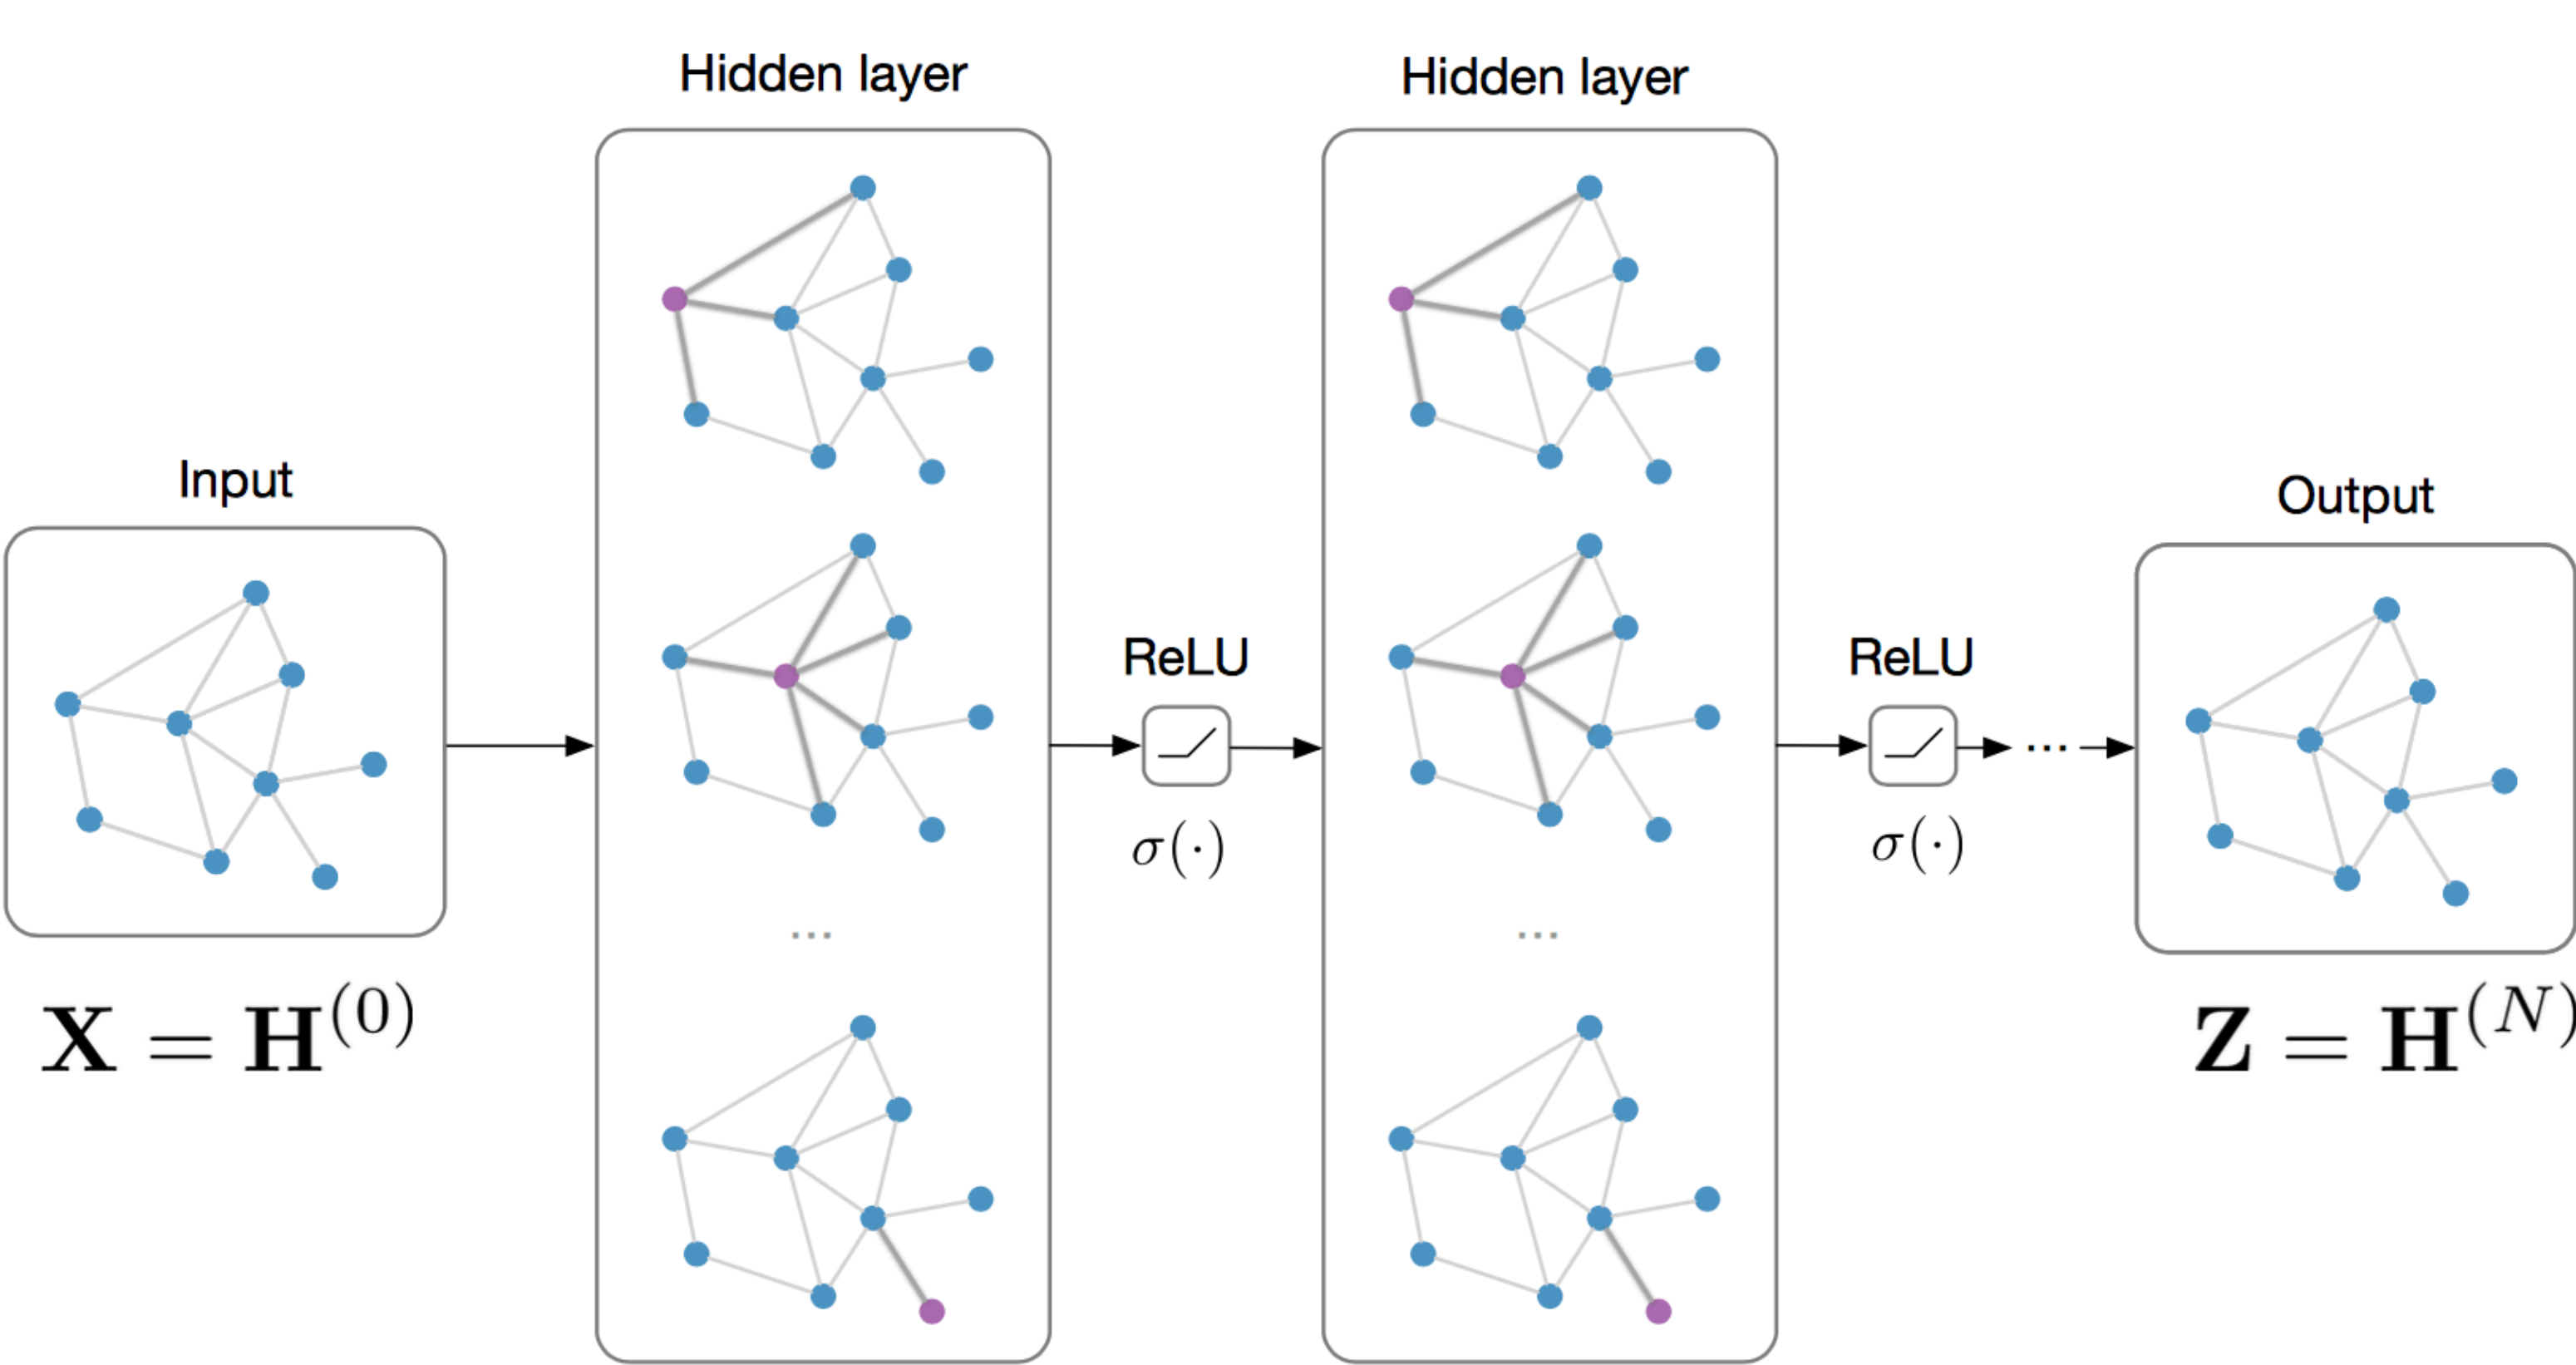 Hidden layer
Hidden layer
Input
Output
ReLU
ReLU
σ(·)
σ(·)
...
...
...
X = H^{(0)}
Z = H^{(N)}